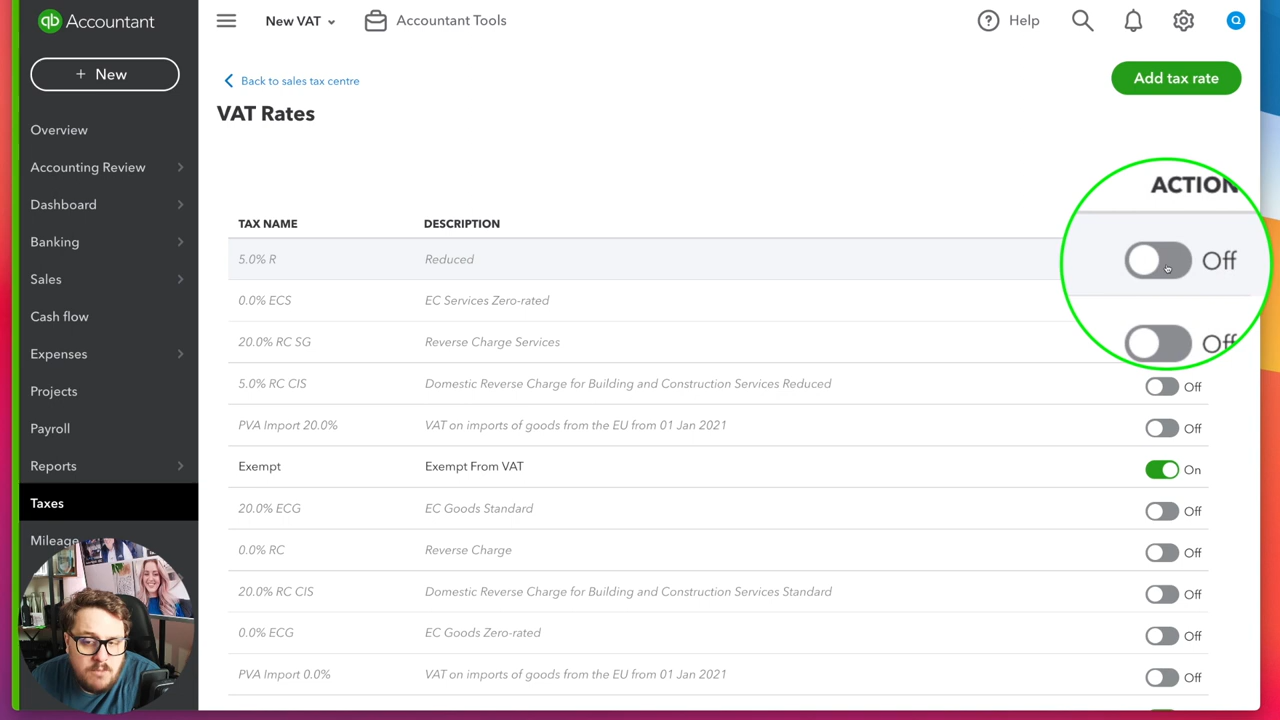 qb Accountant
New VAT
Accountant Tools
Help
Q
+ New
Overview
Accounting Review
Dashboard
Banking
Sales
Cash flow
Expenses
Projects
Payroll
Reports
Taxes
Mileage
Back to sales tax centre
Add tax rate
VAT Rates
TAX NAME DESCRIPTION ACTION
5.0% R Reduced Off
0.0% ECS EC Services Zero-rated
20.0% RC SG Reverse Charge Services Off
5.0% RC CIS Domestic Reverse Charge for Building and Construction Services Reduced Off
PVA Import 20.0% VAT on imports of goods from the EU from 01 Jan 2021 Off
Exempt Exempt From VAT On
20.0% ECG EC Goods Standard Off
0.0% RC Reverse Charge Off
20.0% RC CIS Domestic Reverse Charge for Building and Construction Services Standard Off
0.0% ECG EC Goods Zero-rated Off
PVA Import 0.0% VAT on imports of goods from the EU from 01 Jan 2021 Off